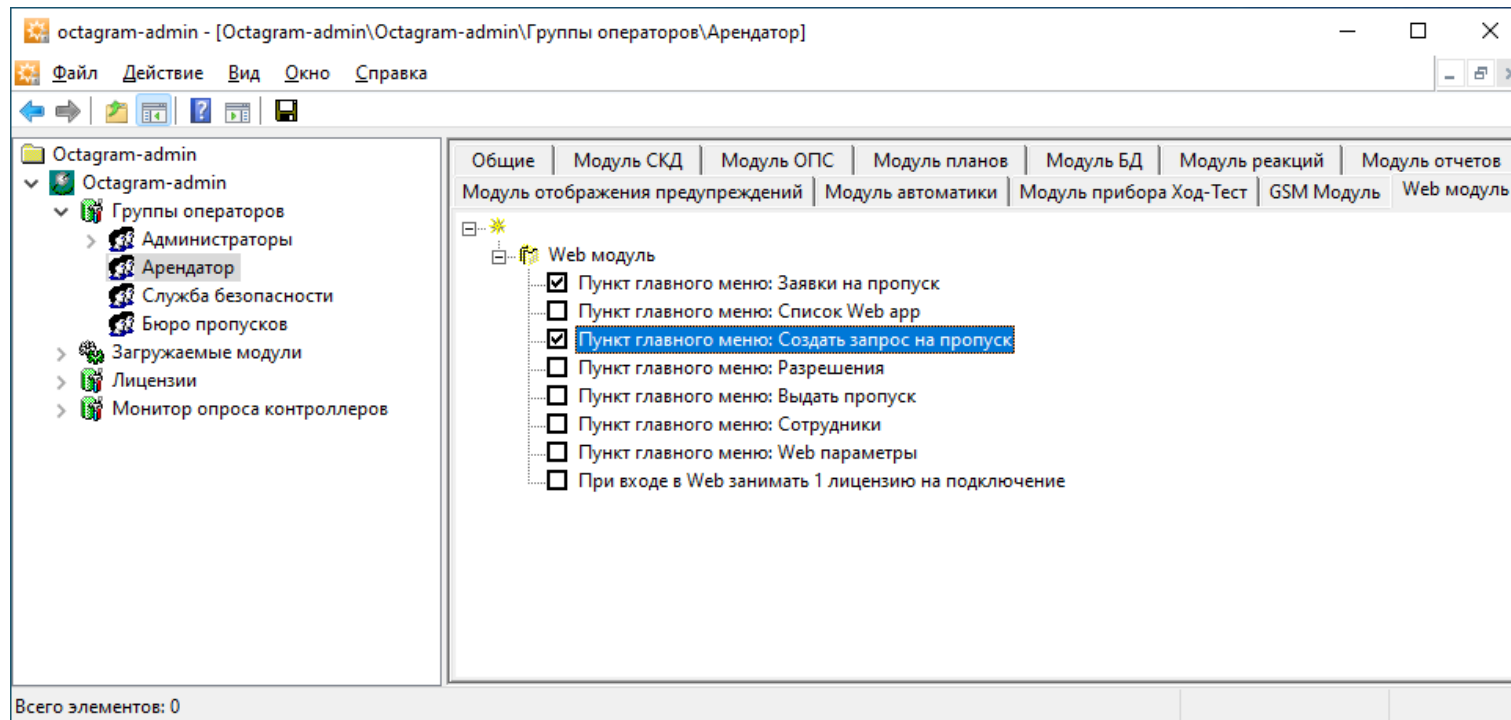 octagram-admin - [Octagram-admin\Octagram-admin\Группы операторов\Арендатор]
Файл Действие Вид Окно Справка
Octagram-admin
Octagram-admin
Группы операторов
Администраторы
Арендатор
Служба безопасности
Бюро пропусков
Загружаемые модули
Лицензии
Монитор опроса контроллеров
Общие Модуль СКД Модуль ОПС Модуль планов Модуль БД Модуль реакций Модуль отчетов
Модуль отображения предупреждений Модуль автоматики Модуль прибора Ход-Тест GSM Модуль Web модуль
Web модуль
Пункт главного меню: Заявки на пропуск
Пункт главного меню: Список Web app
Пункт главного меню: Создать запрос на пропуск
Пункт главного меню: Разрешения
Пункт главного меню: Выдать пропуск
Пункт главного меню: Сотрудники
Пункт главного меню: Web параметры
При входе в Web занимать 1 лицензию на подключение
Всего элементов: 0